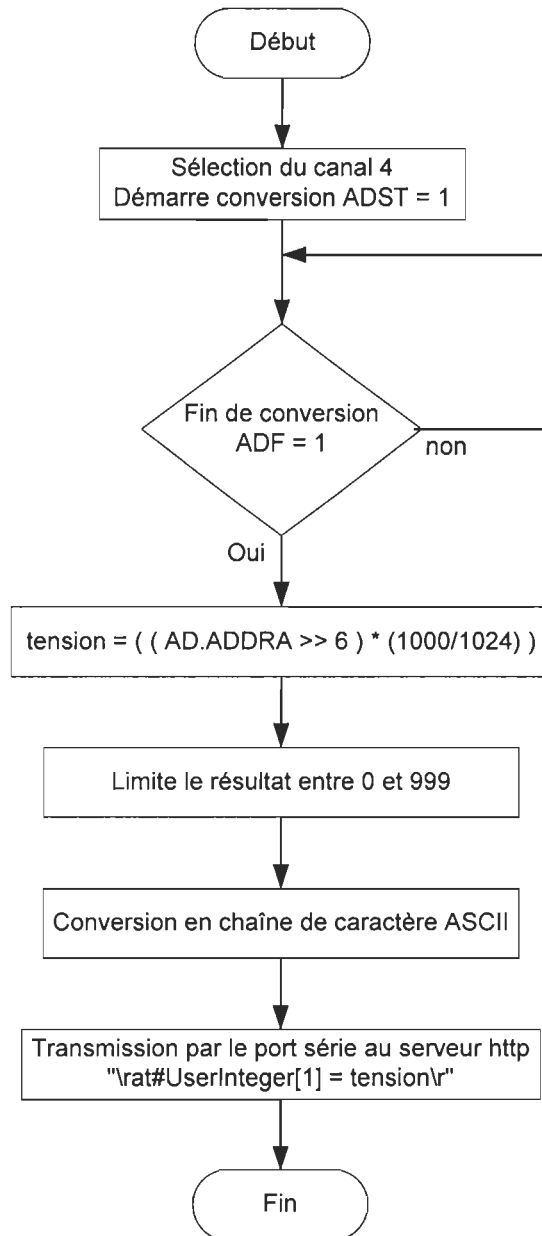 Début
Sélection du canal 4
Démarre conversion ADST = 1
Fin de conversion
ADF = 1
non
Oui
tension = ( ( AD.ADDRA >> 6 ) * (1000/1024) )
Limite le résultat entre 0 et 999
Conversion en chaîne de caractère ASCII
Transmission par le port série au serveur http
"\rat#UserInteger[1] = tension\r"
Fin